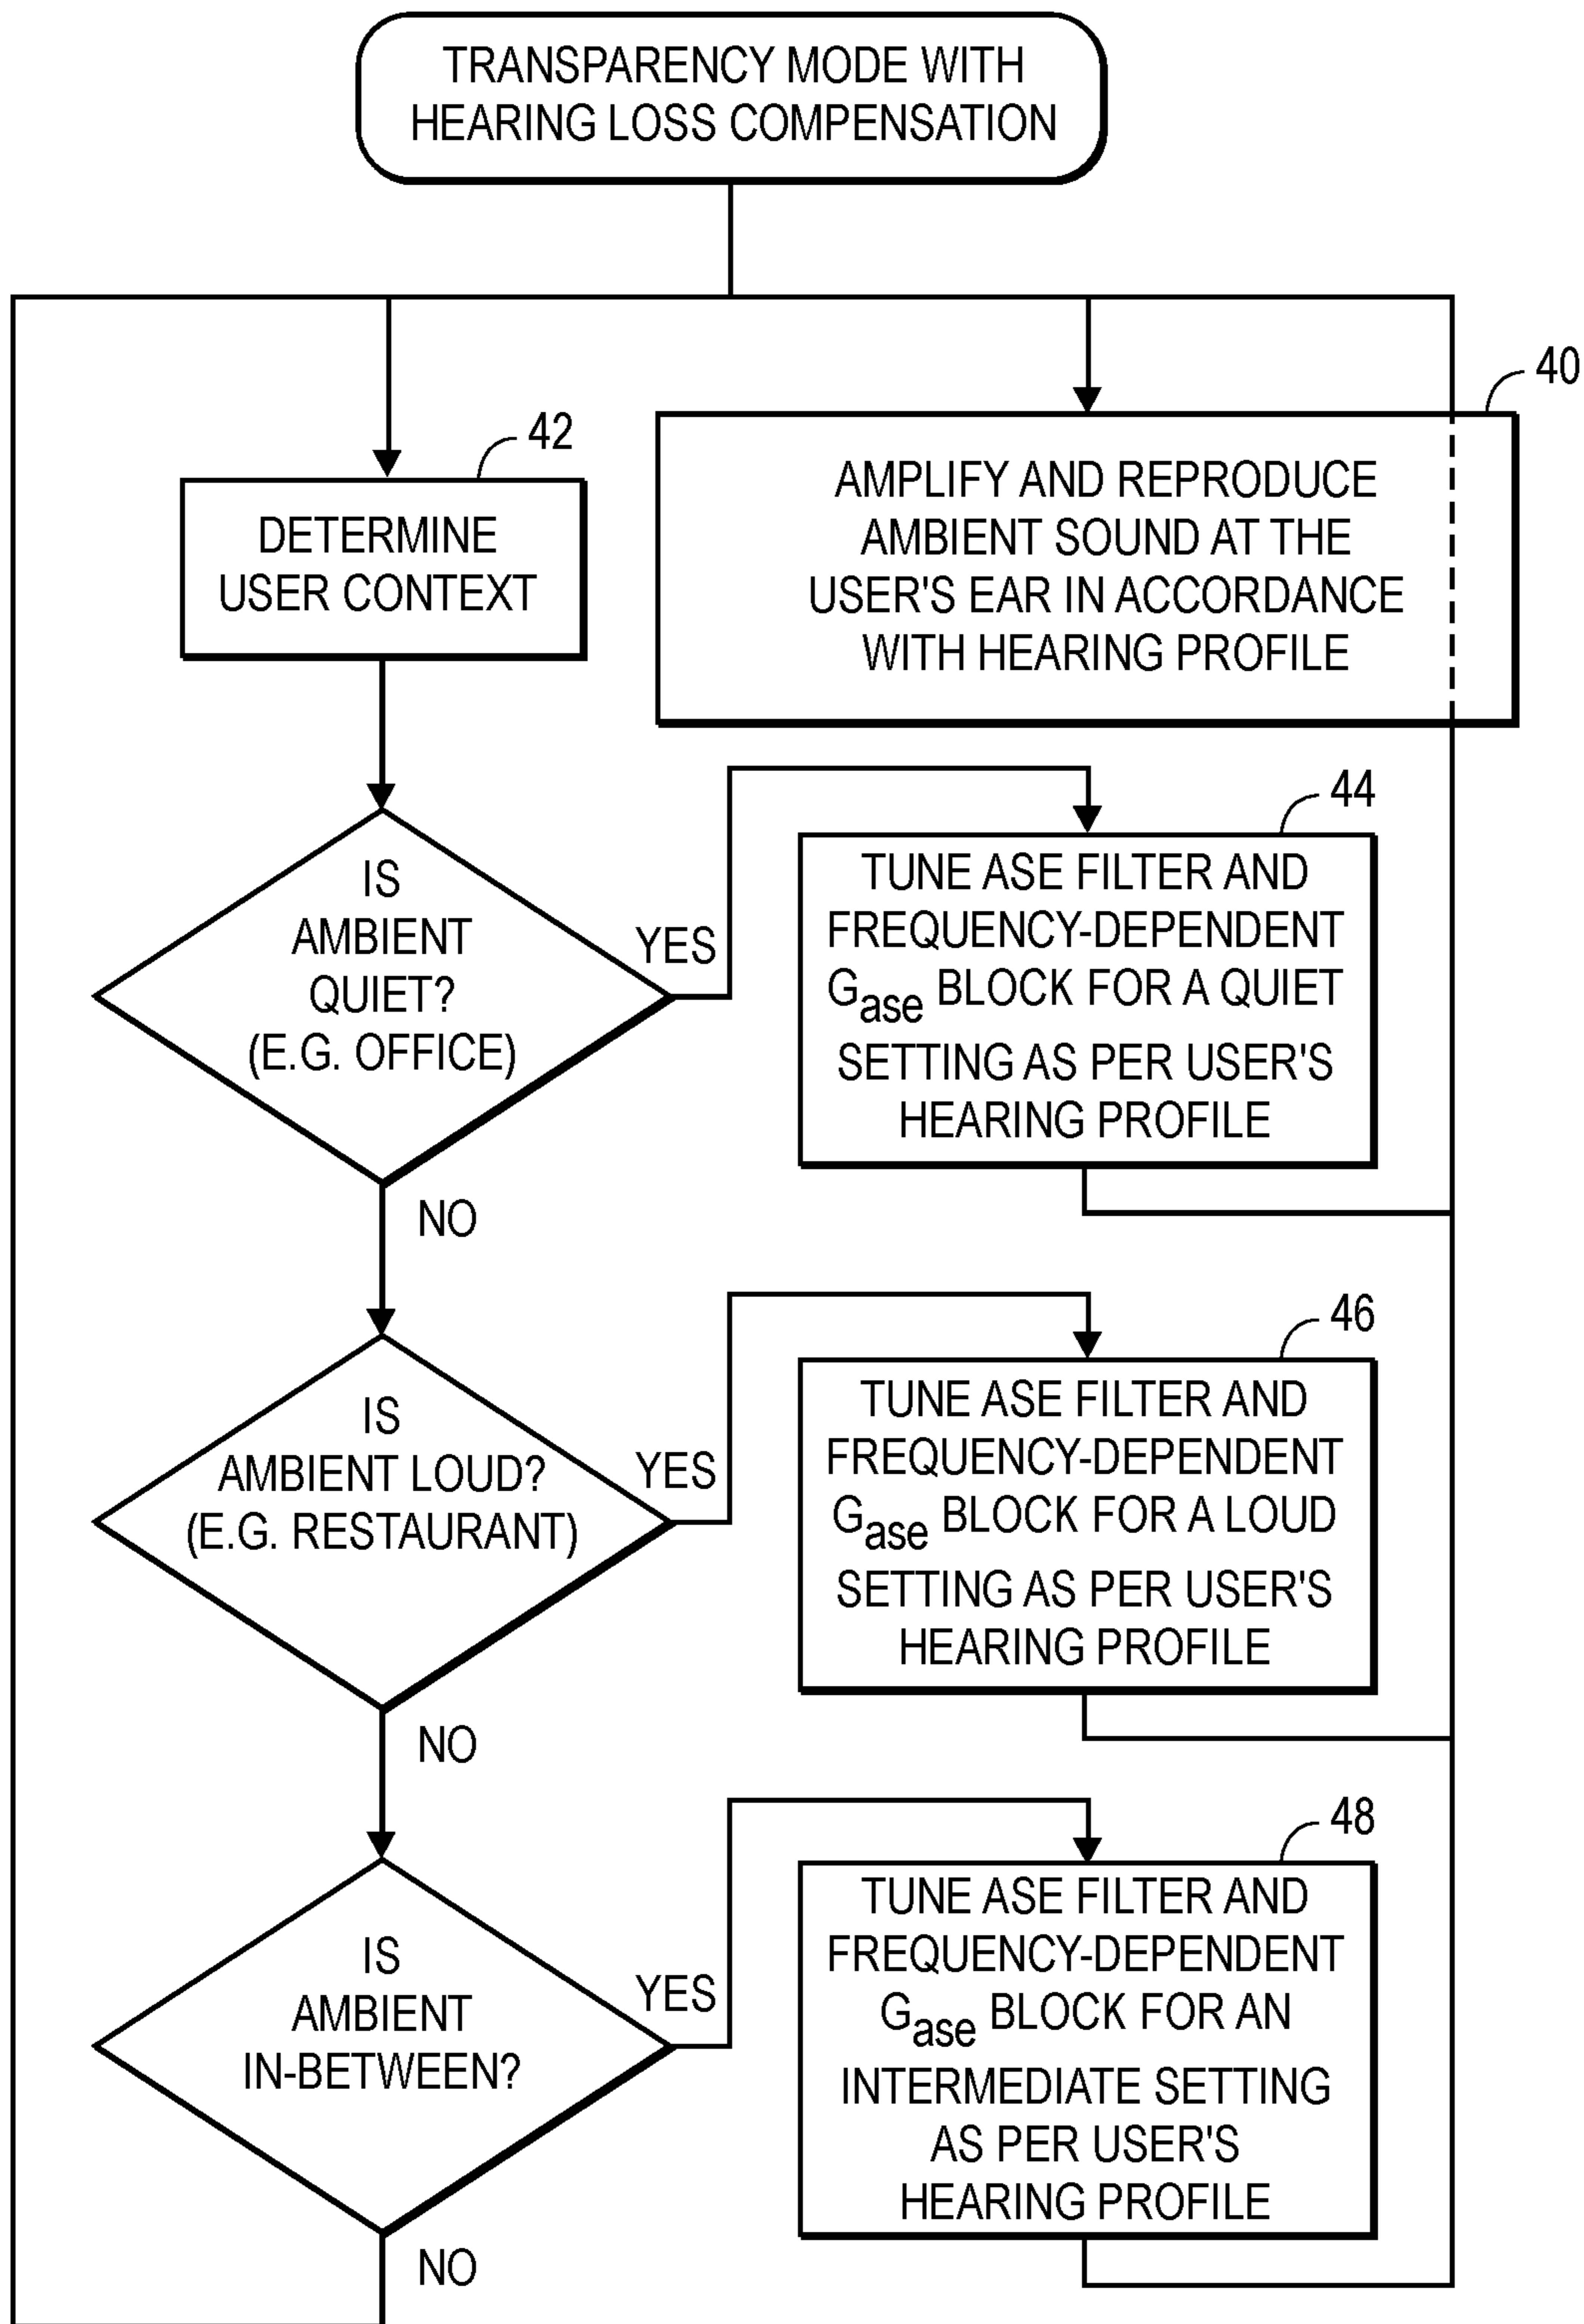 TRANSPARENCY MODE WITH
HEARING LOSS COMPENSATION
40
AMPLIFY AND REPRODUCE
AMBIENT SOUND AT THE
USER'S EAR IN ACCORDANCE
WITH HEARING PROFILE
42
DETERMINE
USER CONTEXT
IS
AMBIENT
QUIET?
(E.G. OFFICE)
YES
NO
44
TUNE ASE FILTER AND
FREQUENCY-DEPENDENT
Gase BLOCK FOR A QUIET
SETTING AS PER USER'S
HEARING PROFILE
IS
AMBIENT LOUD?
(E.G. RESTAURANT)
YES
NO
46
TUNE ASE FILTER AND
FREQUENCY-DEPENDENT
Gase BLOCK FOR A LOUD
SETTING AS PER USER'S
HEARING PROFILE
IS
AMBIENT
IN-BETWEEN?
YES
NO
48
TUNE ASE FILTER AND
FREQUENCY-DEPENDENT
Gase BLOCK FOR AN
INTERMEDIATE SETTING
AS PER USER'S
HEARING PROFILE